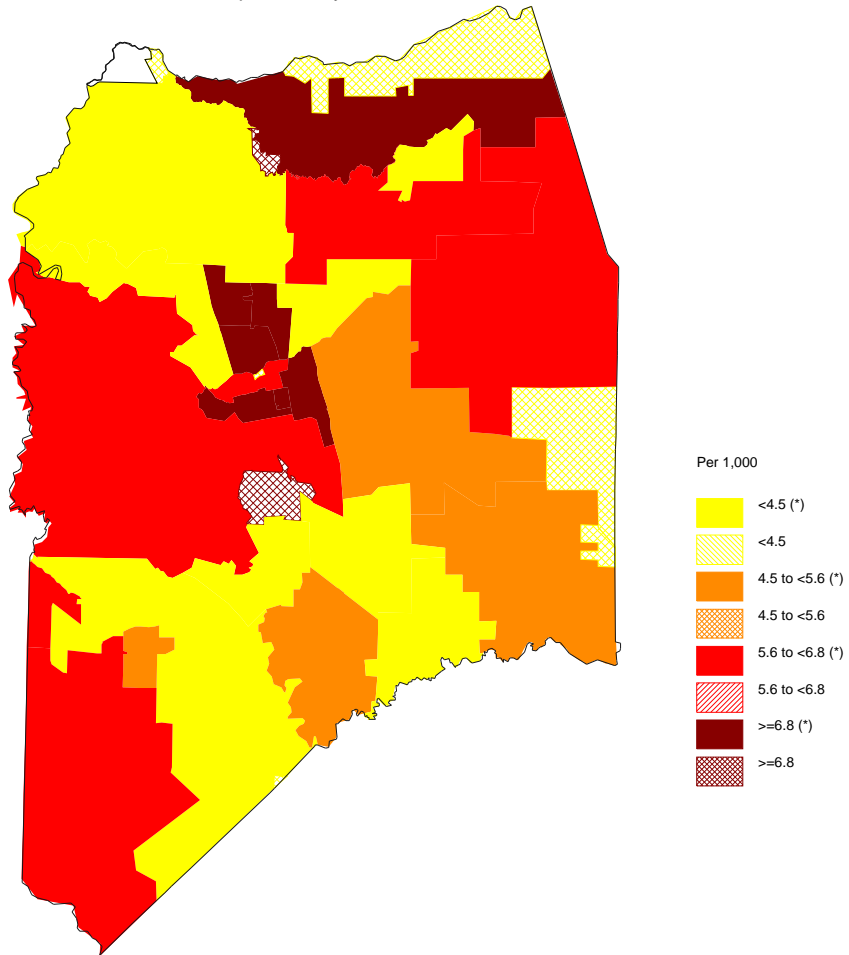 Per 1,000
<4.5 (*)
<4.5
4.5 to <5.6 (*)
4.5 to <5.6
5.6 to <6.8 (*)
5.6 to <6.8
>=6.8 (*)
>=6.8